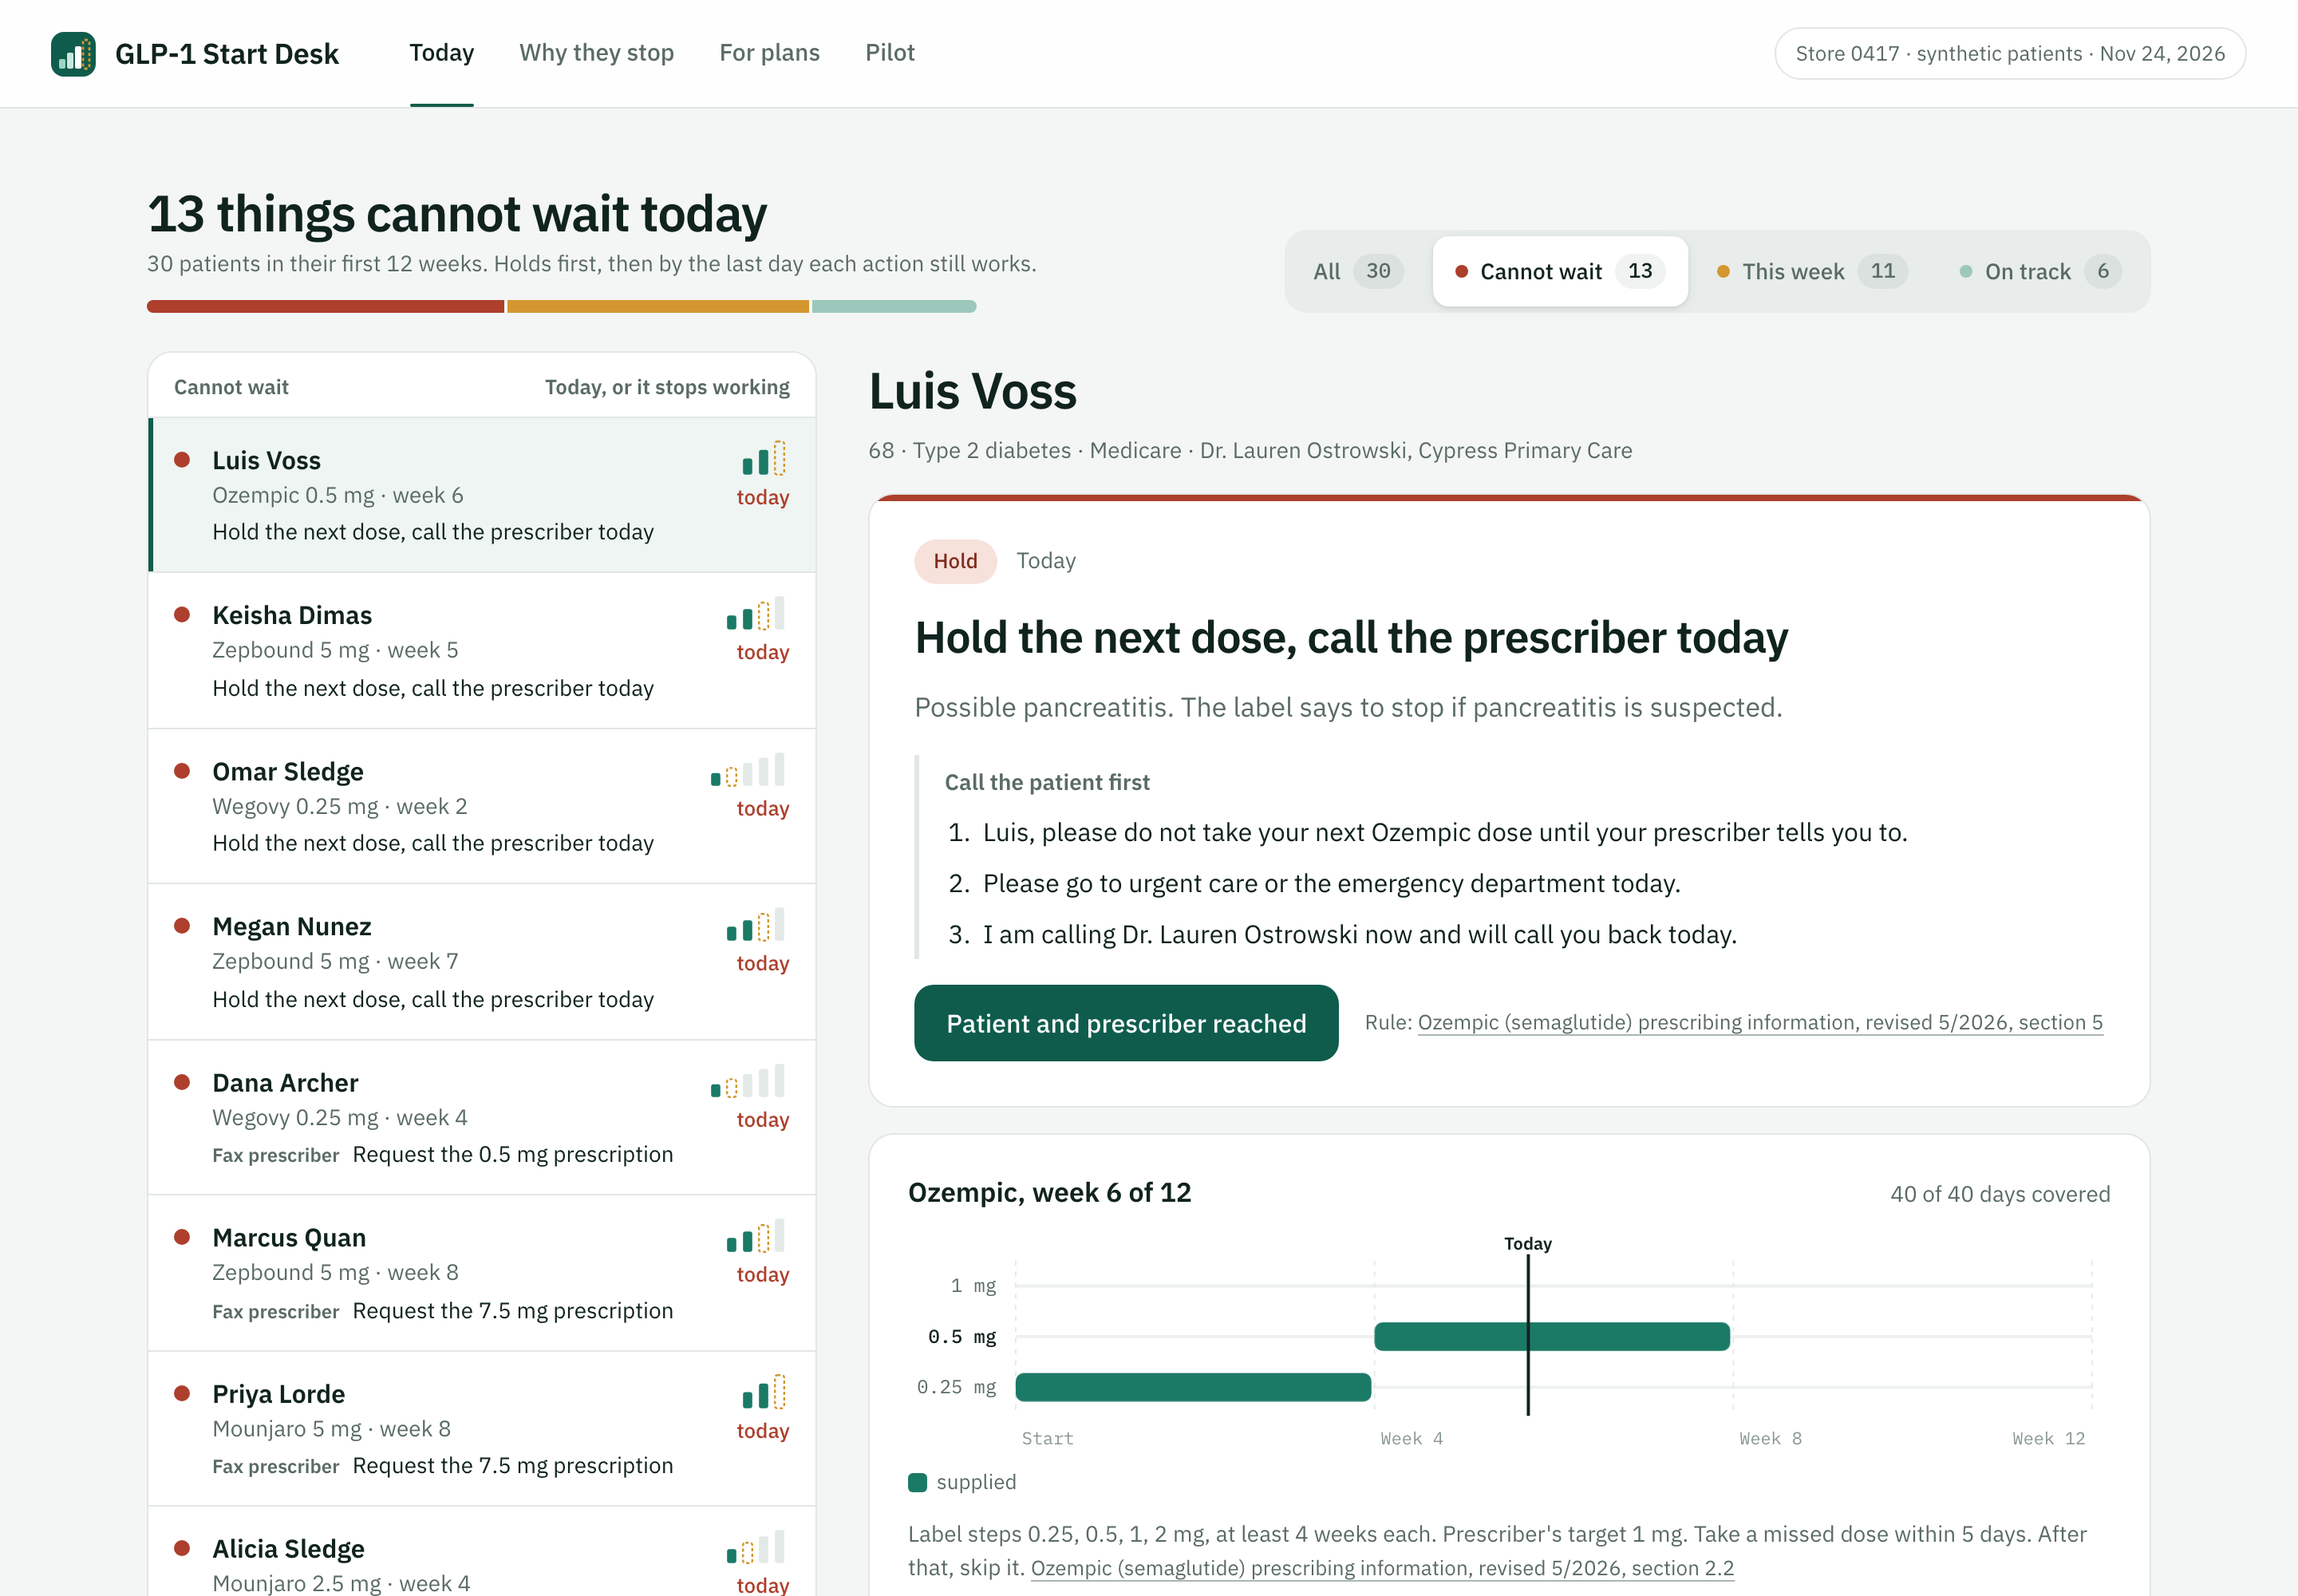 GLP-1 Start Desk
Today
Why they stop
For plans
Pilot
Store 0417 · synthetic patients · Nov 24, 2026
13 things cannot wait today
30 patients in their first 12 weeks. Holds first, then by the last day each action still works.
All 30
Cannot wait 13
This week 11
On track 6
Cannot wait
Today, or it stops working
Luis Voss
Ozempic 0.5 mg · week 6
today
Hold the next dose, call the prescriber today
Keisha Dimas
Zepbound 5 mg · week 5
today
Hold the next dose, call the prescriber today
Omar Sledge
Wegovy 0.25 mg · week 2
today
Hold the next dose, call the prescriber today
Megan Nunez
Zepbound 5 mg · week 7
today
Hold the next dose, call the prescriber today
Dana Archer
Wegovy 0.25 mg · week 4
today
Fax prescriber Request the 0.5 mg prescription
Marcus Quan
Zepbound 5 mg · week 8
today
Fax prescriber Request the 7.5 mg prescription
Priya Lorde
Mounjaro 5 mg · week 8
today
Fax prescriber Request the 7.5 mg prescription
Alicia Sledge
Mounjaro 2.5 mg · week 4
today
Luis Voss
68 · Type 2 diabetes · Medicare · Dr. Lauren Ostrowski, Cypress Primary Care
Hold
Today
Hold the next dose, call the prescriber today
Possible pancreatitis. The label says to stop if pancreatitis is suspected.
Call the patient first
1. Luis, please do not take your next Ozempic dose until your prescriber tells you to.
2. Please go to urgent care or the emergency department today.
3. I am calling Dr. Lauren Ostrowski now and will call you back today.
Patient and prescriber reached
Rule: Ozempic (semaglutide) prescribing information, revised 5/2026, section 5
Ozempic, week 6 of 12
40 of 40 days covered
Today
1 mg
0.5 mg
0.25 mg
Start
Week 4
Week 8
Week 12
supplied
Label steps 0.25, 0.5, 1, 2 mg, at least 4 weeks each. Prescriber's target 1 mg. Take a missed dose within 5 days. After
that, skip it. Ozempic (semaglutide) prescribing information, revised 5/2026, section 2.2